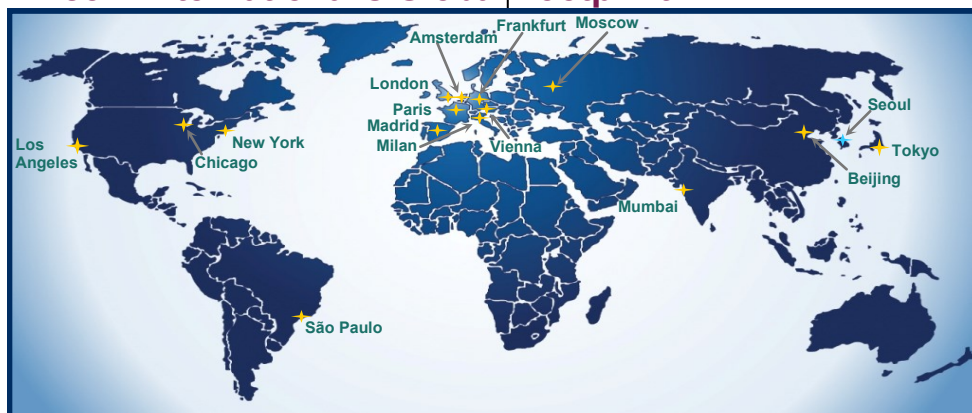 Frankfurt
Moscow
Amsterdam
London
Paris
Madrid
Milan
Vienna
Los
Angeles
New York
Chicago
Seoul
Tokyo
Beijing
Mumbai
São Paulo